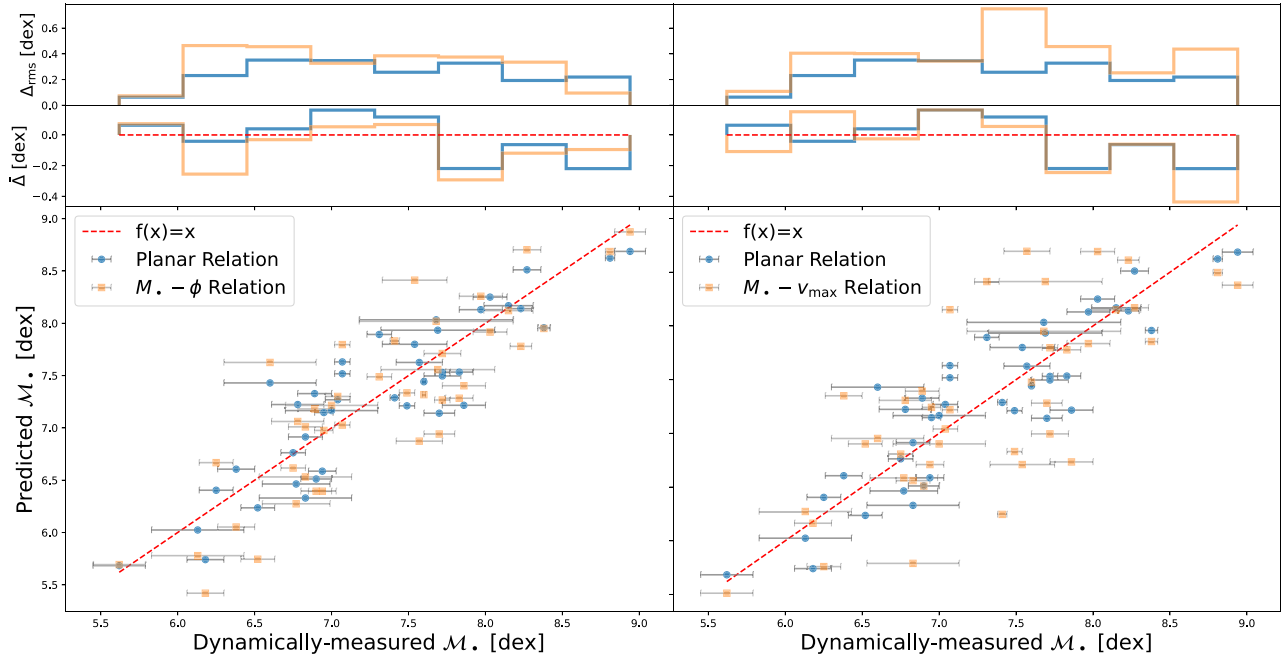 Δrms [dex]
0.6
0.4
0.2
0.0
Δ̄ [dex]
0.0
−0.2
−0.4
Predicted ℳ• [dex]
9.0
8.5
8.0
7.5
7.0
6.5
6.0
5.5
f(x)=x
Planar Relation
M• − ϕ Relation
f(x)=x
Planar Relation
M• − vmax Relation
5.5 6.0 6.5 7.0 7.5 8.0 8.5 9.0
5.5 6.0 6.5 7.0 7.5 8.0 8.5 9.0
Dynamically-measured ℳ• [dex]
Dynamically-measured ℳ• [dex]